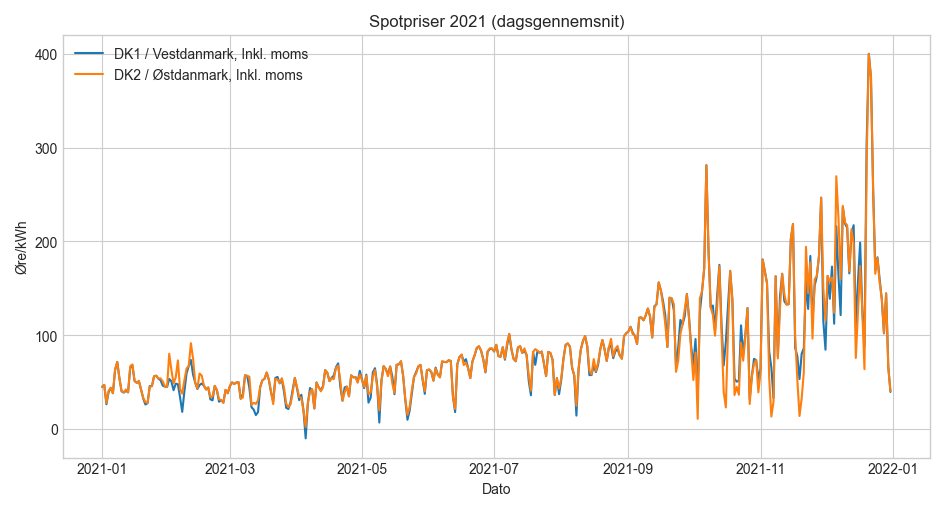 Spotpriser 2021 (dagsgennemsnit)
DK1 / Vestdanmark, Inkl. moms
DK2 / Østdanmark, Inkl. moms
400
300
200
100
0
Øre/kWh
2021-01
2021-03
2021-05
2021-07
2021-09
2021-11
2022-01
Dato